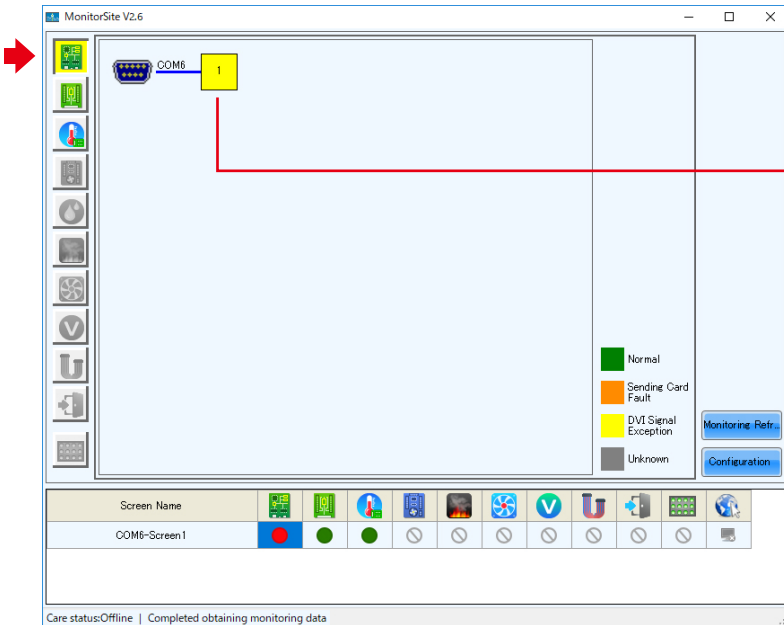 MonitorSite V2.6
COM6
1
Normal
Sending Card
Fault
DVI Signal
Exception
Unknown
Monitoring Refr...
Configuration
Screen Name
COM6-Screen1
Care status:Offline | Completed obtaining monitoring data